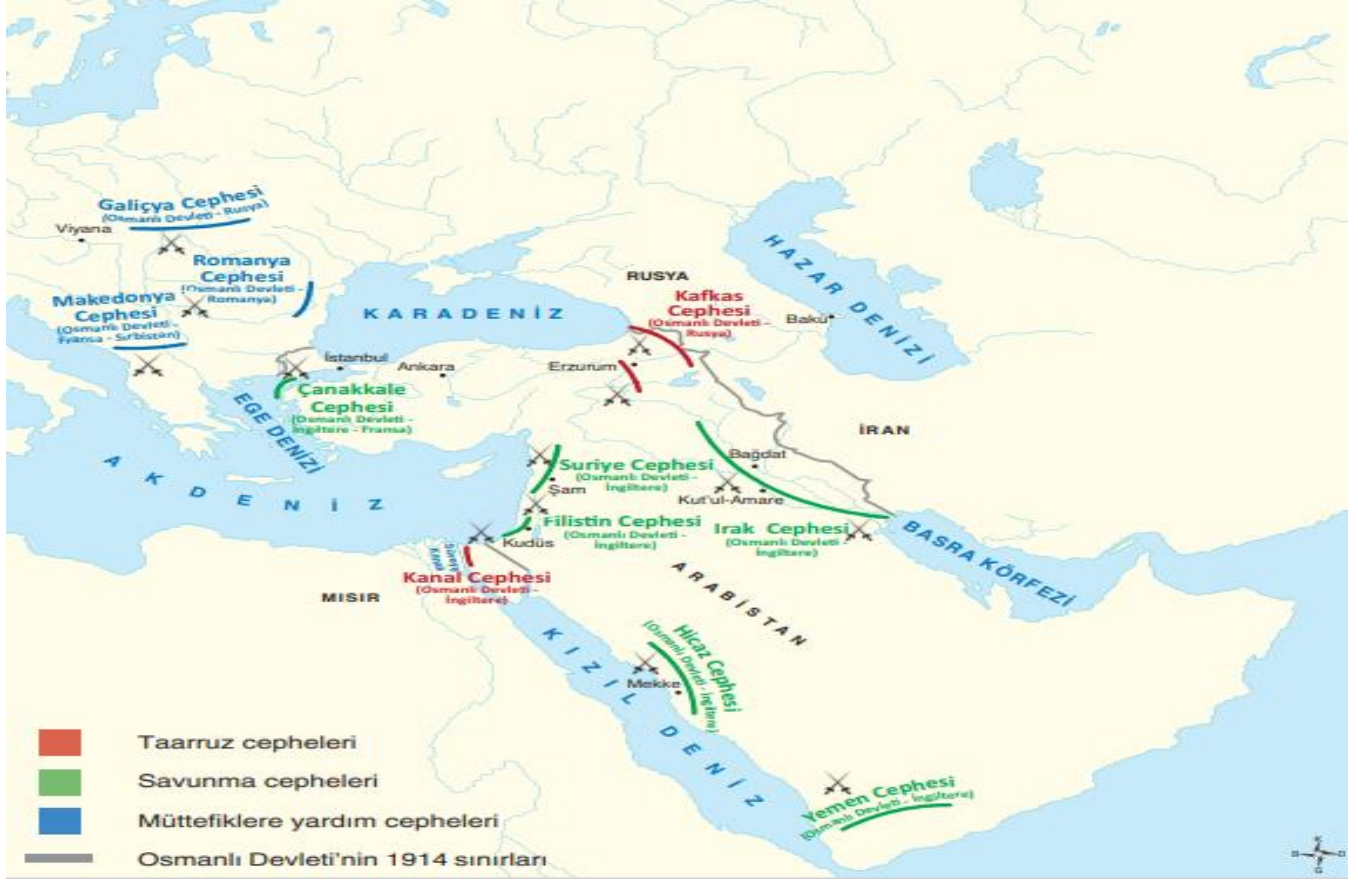 Galiçya Cephesi
(Osmanlı Devleti - Rusya)
Viyana
Romanya
Cephesi
(Osmanlı Devleti -
Romanya)
Makedonya
Cephesi
(Osmanlı Devleti -
Fransa - Sırbistan)
KARADENİZ
RUSYA
Kafkas
Cephesi
(Osmanlı Devleti -
Rusya)
HAZAR DENİZİ
Bakü
İstanbul
Ankara
Erzurum
Çanakkale
Cephesi
(Osmanlı Devleti -
İngiltere - Fransa)
EGE DENİZİ
AKDENİZ
İRAN
Suriye Cephesi
(Osmanlı Devleti -
İngiltere)
Şam
Bağdat
Kut'ul-Amare
Filistin Cephesi
(Osmanlı Devleti -
İngiltere)
Kudüs
Irak Cephesi
(Osmanlı Devleti -
İngiltere)
BASRA KÖRFEZİ
Süveyş
Kanalı
Kanal Cephesi
(Osmanlı Devleti -
İngiltere)
MISIR
ARABİSTAN
KIZIL DENİZ
Hicaz Cephesi
(Osmanlı Devleti - İngiltere)
Mekke
Yemen Cephesi
(Osmanlı Devleti - İngiltere)
Taarruz cepheleri
Savunma cepheleri
Müttefiklere yardım cepheleri
Osmanlı Devleti'nin 1914 sınırları
K
B D
G